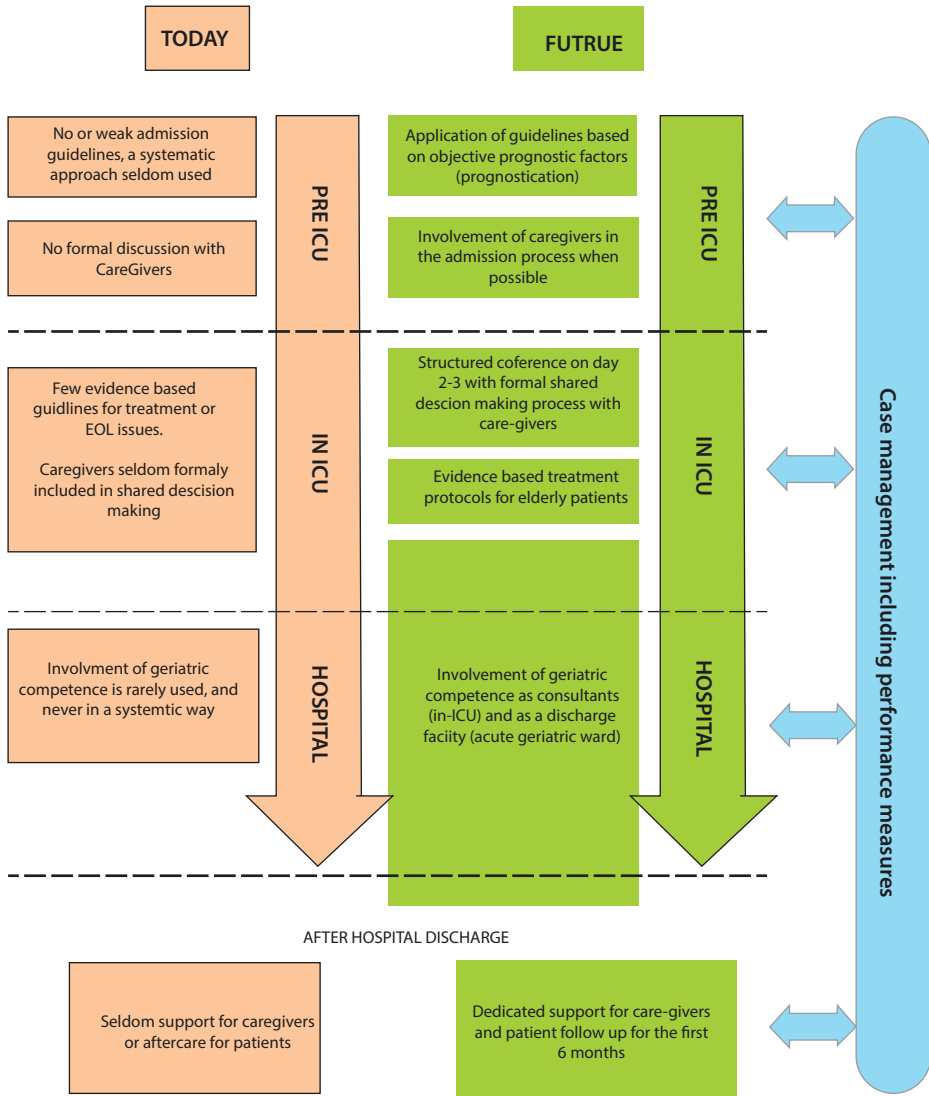 TODAY
FUTRUE
No or weak admission
guidelines, a systematic
approach seldom used
No formal discussion with
CareGivers
PRE ICU
Application of guidelines based
on objective prognostic factors
(prognostication)
Involvement of caregivers in
the admission process when
possible
PRE ICU
Few evidence based
guidlines for treatment or
EOL issues.
Caregivers seldom formaly
included in shared descision
making
IN ICU
Structured coference on day
2-3 with formal shared
descion making process with
care-givers
Evidence based treatment
protocols for elderly patients
IN ICU
Involvment of geriatric
competence is rarely used, and
never in a systemtic way
HOSPITAL
Involvement of geriatric
competence as consultants
(in-ICU) and as a discharge
faciity (acute geriatric ward)
HOSPITAL
Case management including performance measures
AFTER HOSPITAL DISCHARGE
Seldom support for caregivers
or aftercare for patients
Dedicated support for care-givers
and patient follow up for the first
6 months